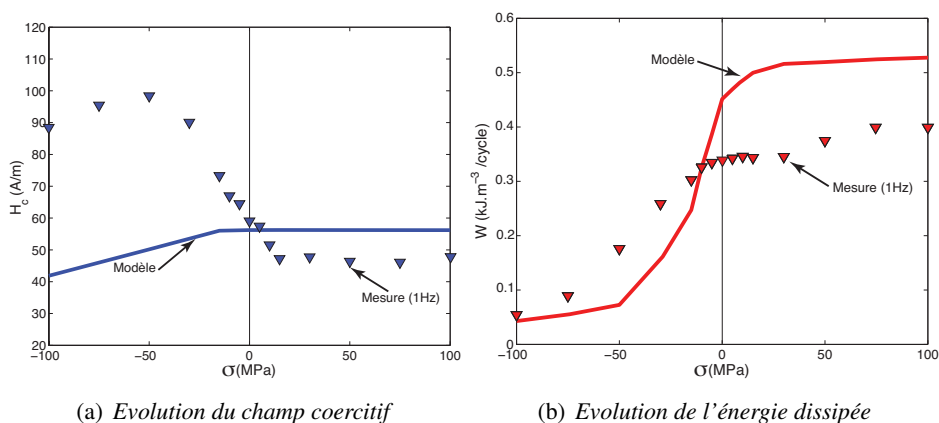 120
110
100
90
80
70
60
50
40
30
20
H_c (A/m)
Modèle
Mesure (1Hz)
−100 −50 0 50 100
σ(MPa)
(a) Evolution du champ coercitif
0.6
0.5
0.4
0.3
0.2
0.1
0
W (kJ.m⁻³ /cycle)
Modèle
Mesure (1Hz)
−100 −50 0 50 100
σ(MPa)
(b) Evolution de l'énergie dissipée